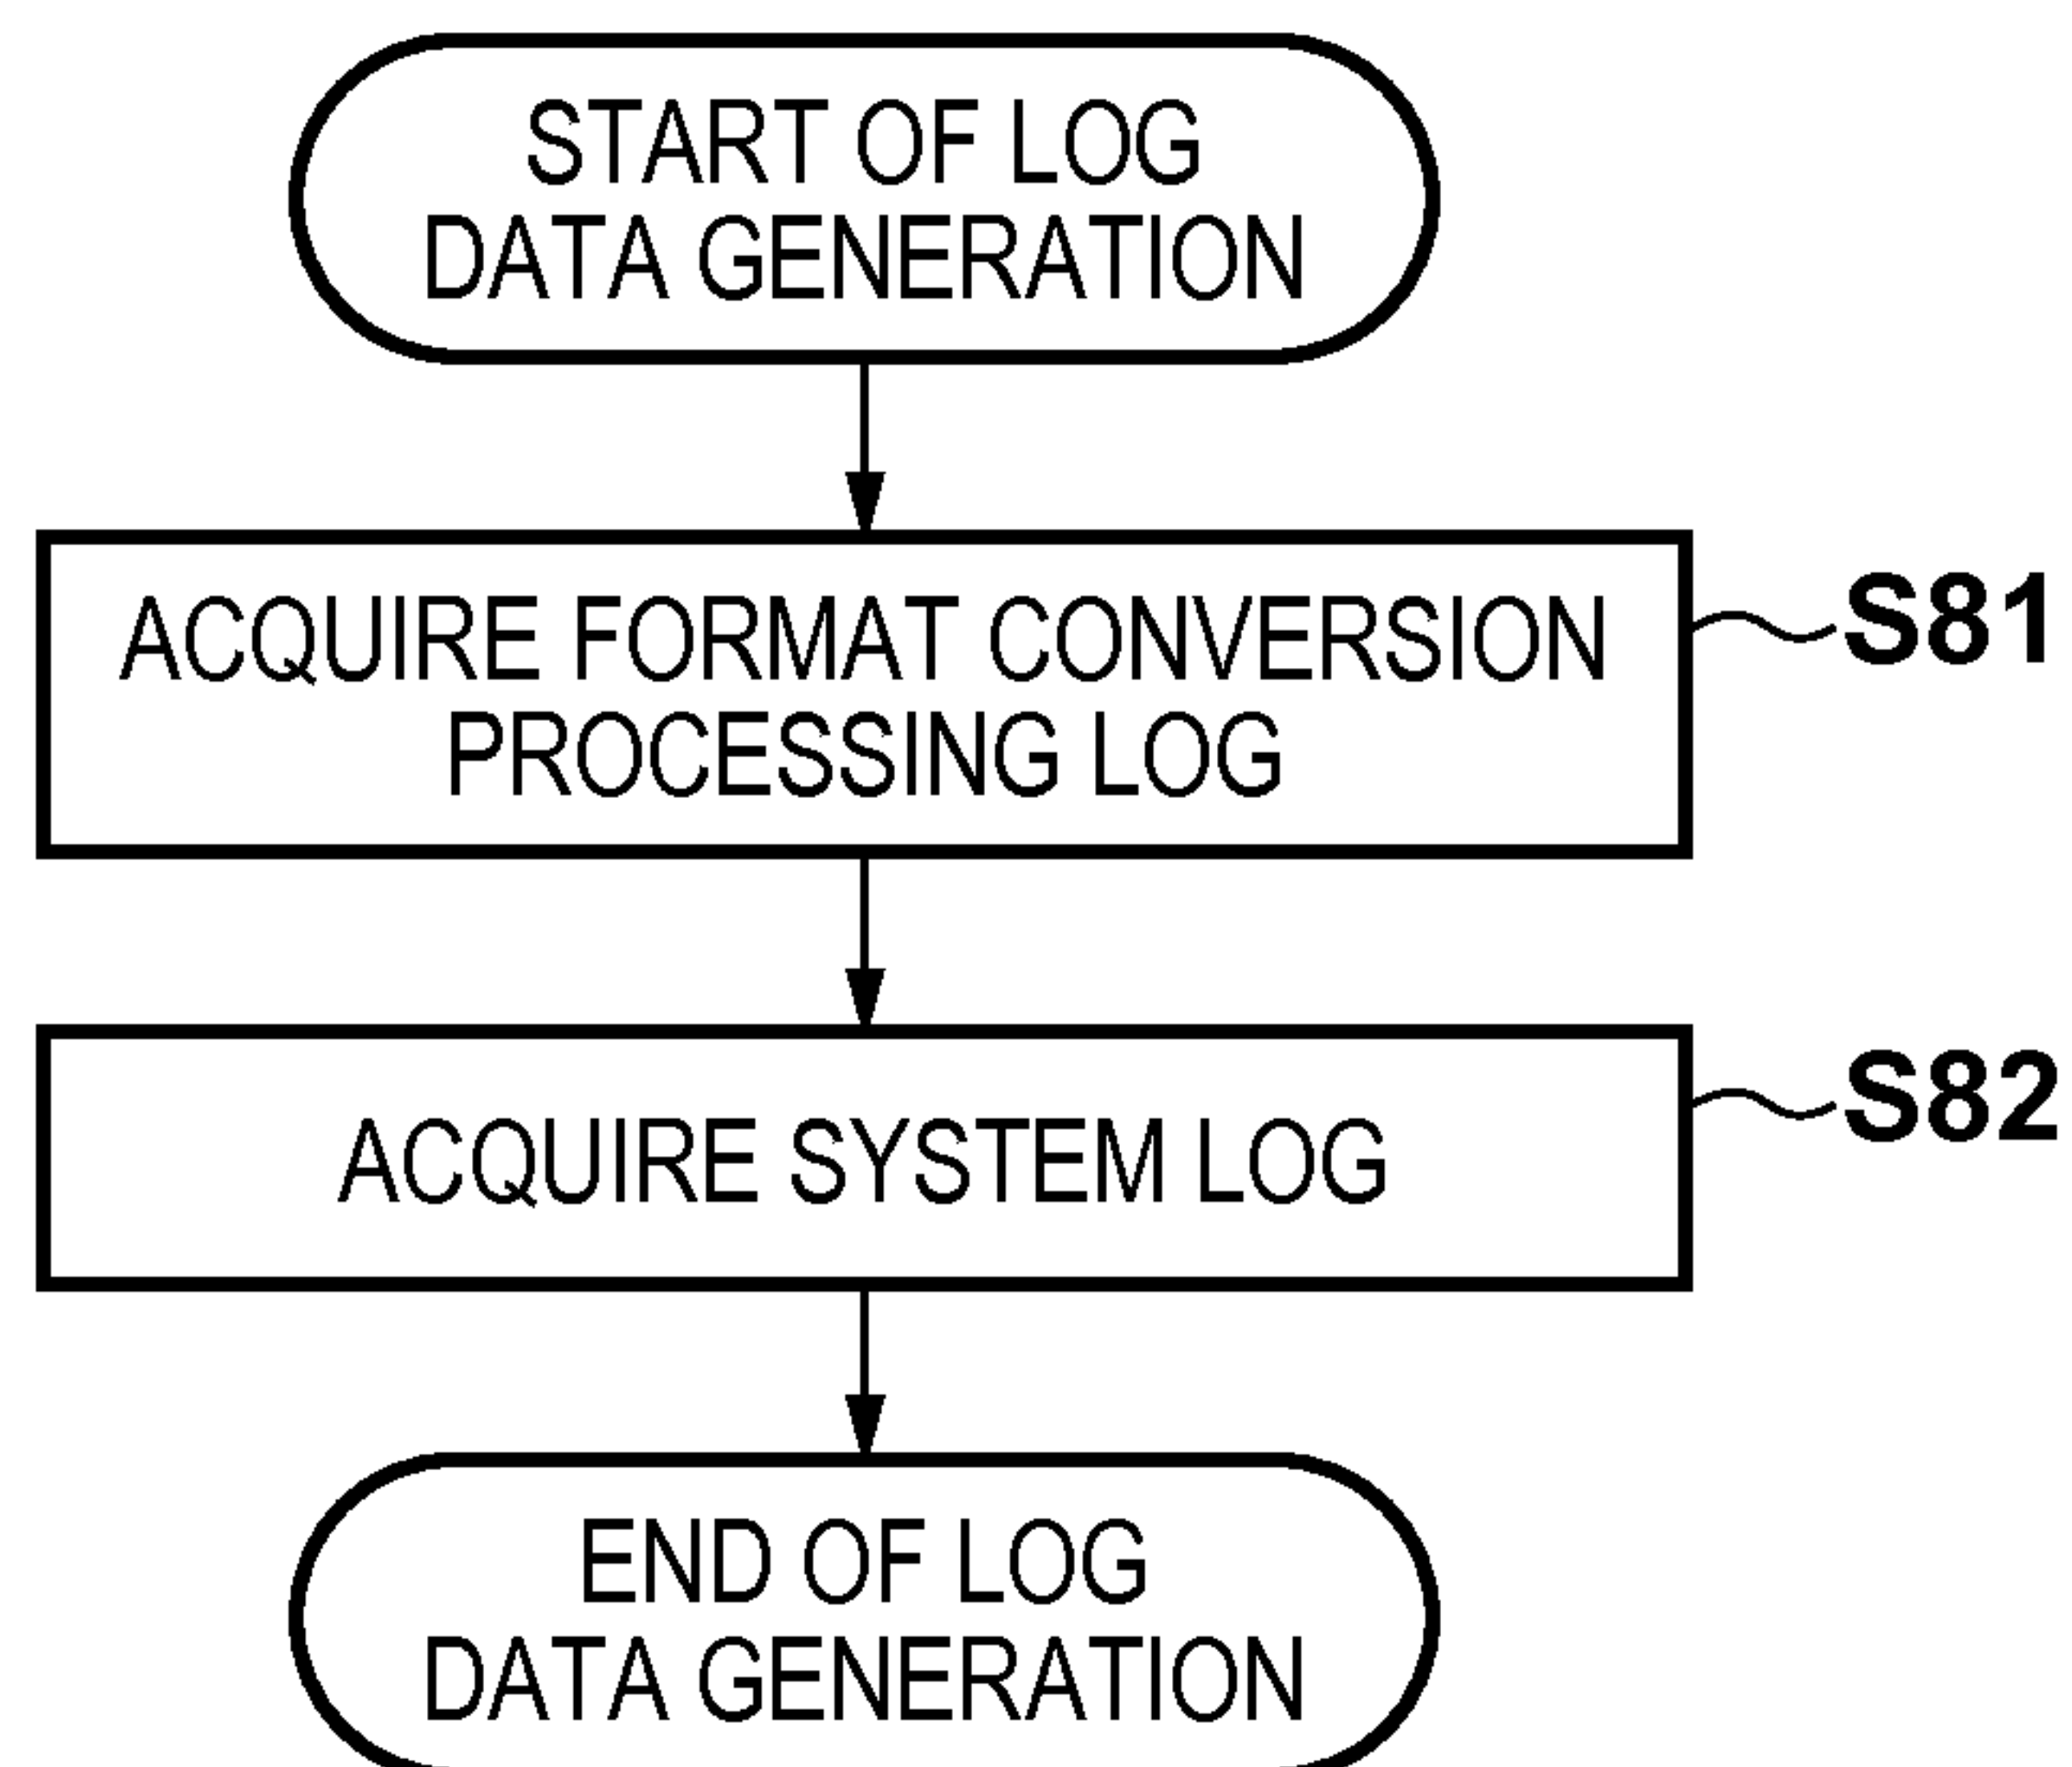 START OF LOG
DATA GENERATION
ACQUIRE FORMAT CONVERSION
PROCESSING LOG
S81
ACQUIRE SYSTEM LOG
S82
END OF LOG
DATA GENERATION